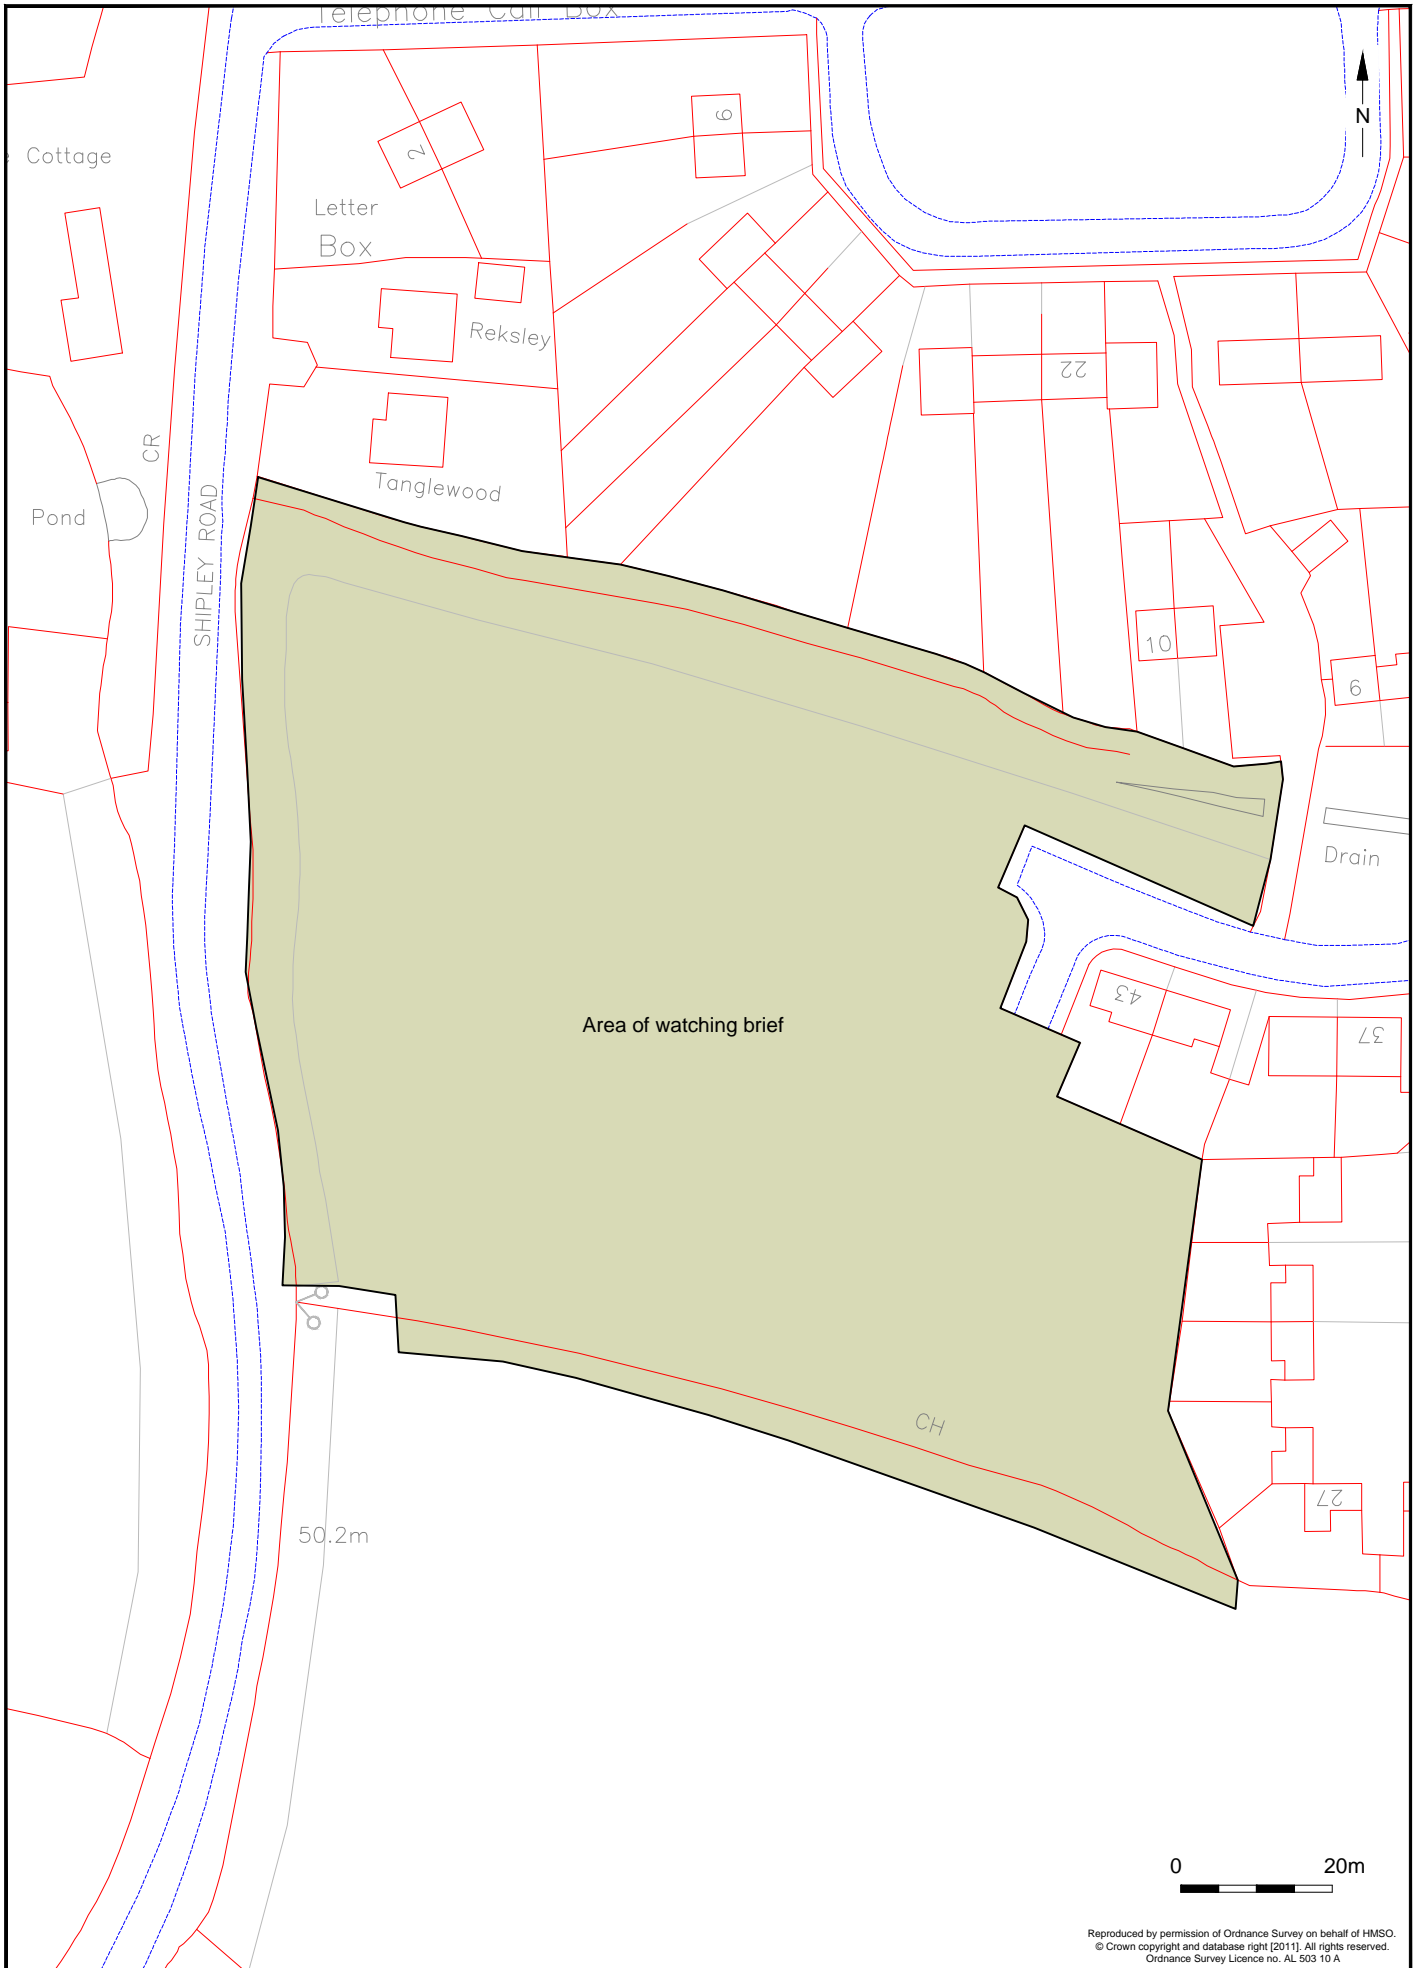 Telephone Call Box
N
Cottage
2
6
Letter
Box
Reksley
22
CR
Tanglewood
Pond
SHIPLEY ROAD
10
9
Drain
43
Area of watching brief
37
CH
27
50.2m
0 20m
Reproduced by permission of Ordnance Survey on behalf of HMSO.
© Crown copyright and database right [2011]. All rights reserved.
Ordnance Survey Licence no. AL 503 10 A